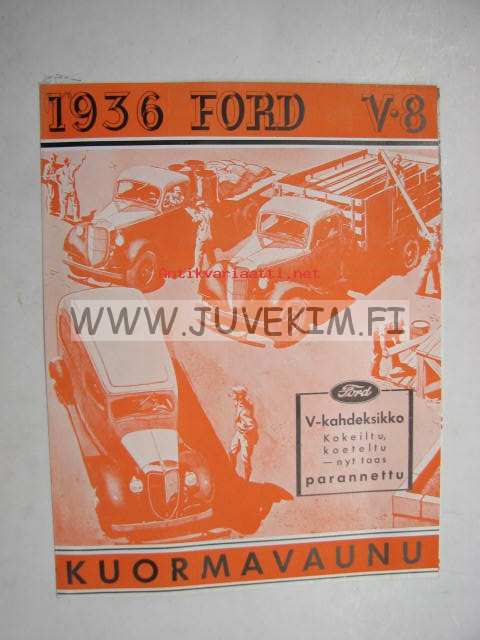 1936 FORD V·8
Antikvariaatti.net
WWW.JUVEKIM.FI
Ford
V-kahdeksikko
Kokeiltu,
koeteltu
—nyt taas
parannettu
KUORMAVAUNU